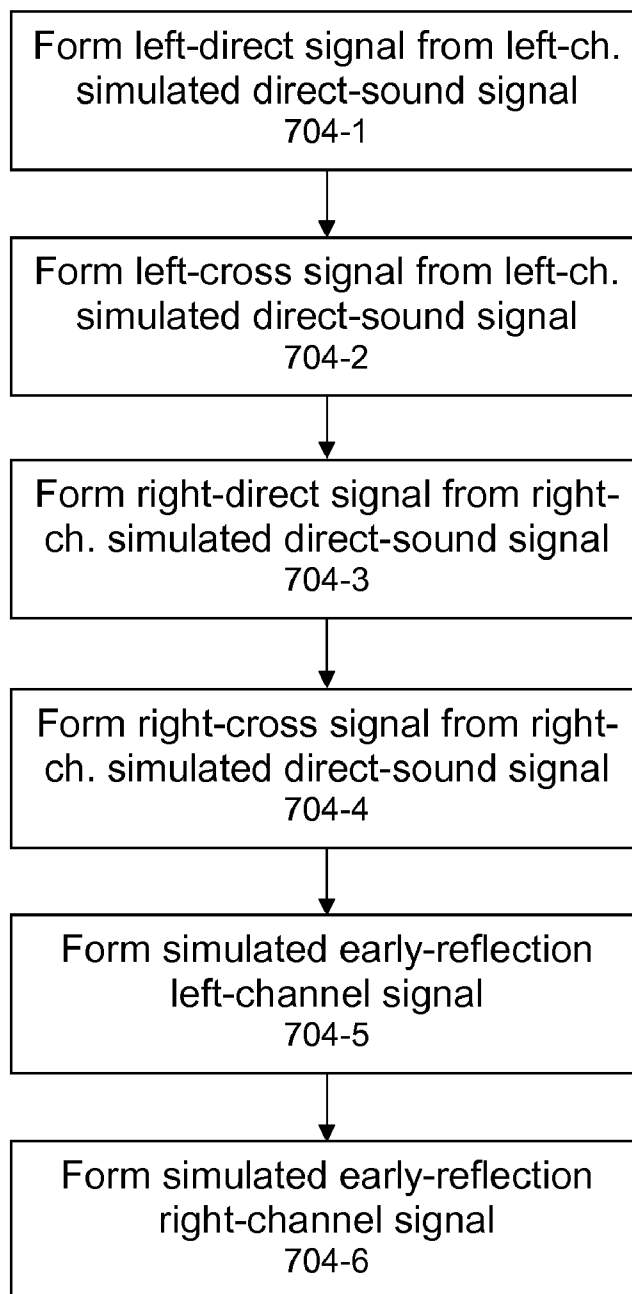 Form left-direct signal from left-ch.
simulated direct-sound signal
704-1
Form left-cross signal from left-ch.
simulated direct-sound signal
704-2
Form right-direct signal from right-
ch. simulated direct-sound signal
704-3
Form right-cross signal from right-
ch. simulated direct-sound signal
704-4
Form simulated early-reflection
left-channel signal
704-5
Form simulated early-reflection
right-channel signal
704-6